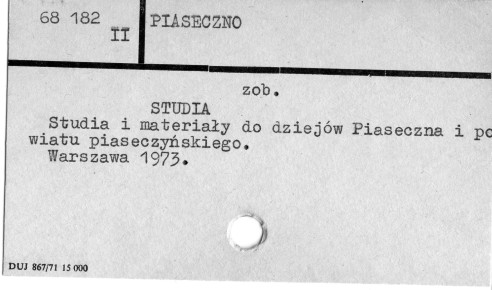 68 182
II
PIASECZNO
zob.
STUDIA
Studia i materiały do dziejów Piaseczna i po
wiatu piaseczyńskiego.
Warszawa 1973.
DUJ 867/71 15 000